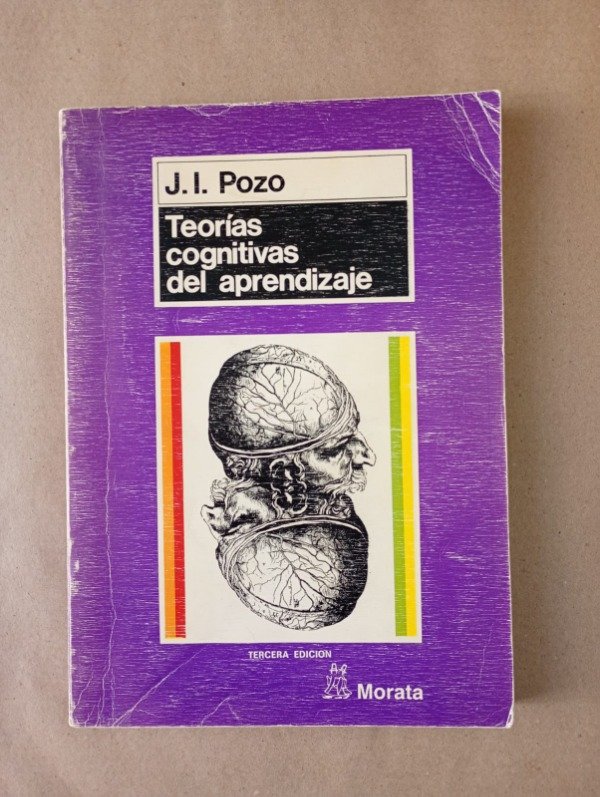 J.I. Pozo
Teorías
cognitivas
del aprendizaje
TERCERA EDICION
Morata